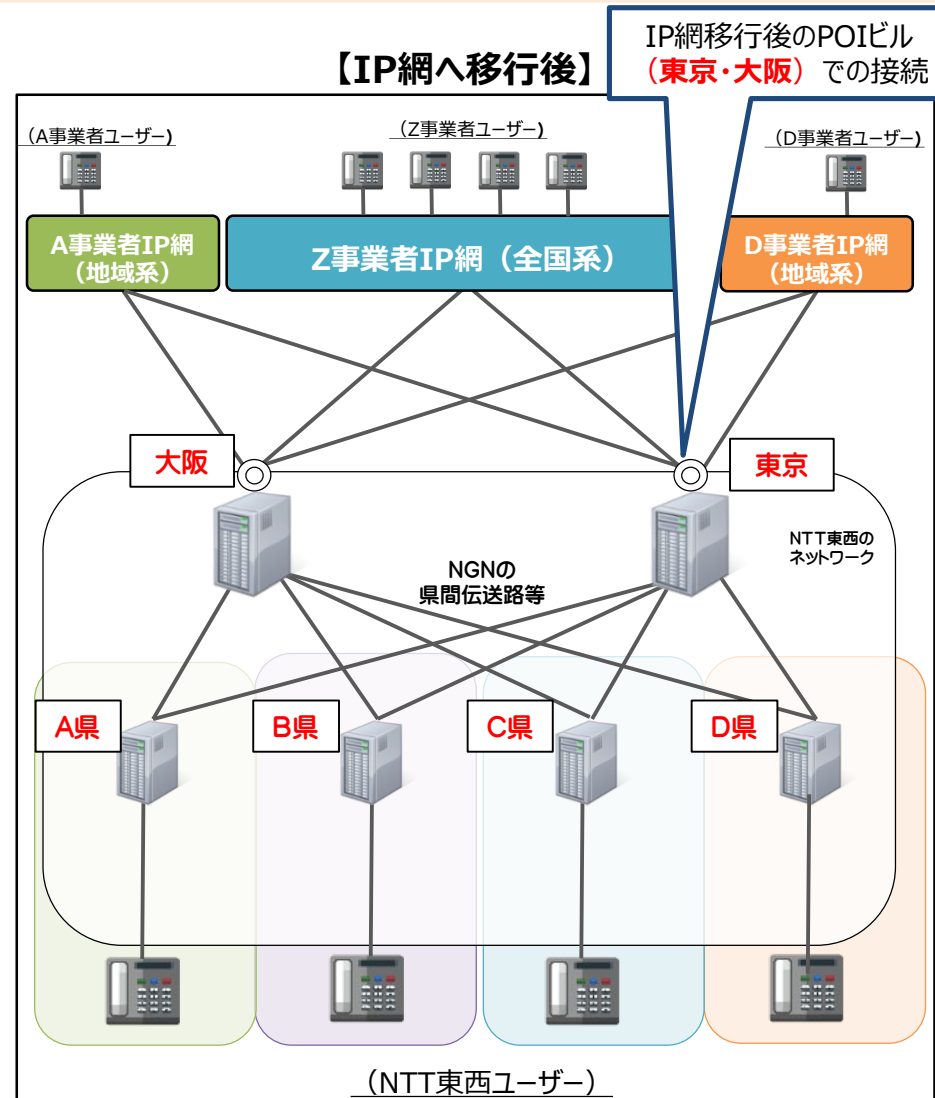 IP網移行後のPOIビル
（東京・大阪）での接続
【IP網へ移行後】
（A事業者ユーザー)
（Z事業者ユーザー)
（D事業者ユーザー)
A事業者IP網
（地域系）
Z事業者IP網（全国系）
D事業者IP網
（地域系）
大阪
東京
NTT東西の
ネットワーク
NGNの
県間伝送路等
A県
B県
C県
D県
（NTT東西ユーザー）